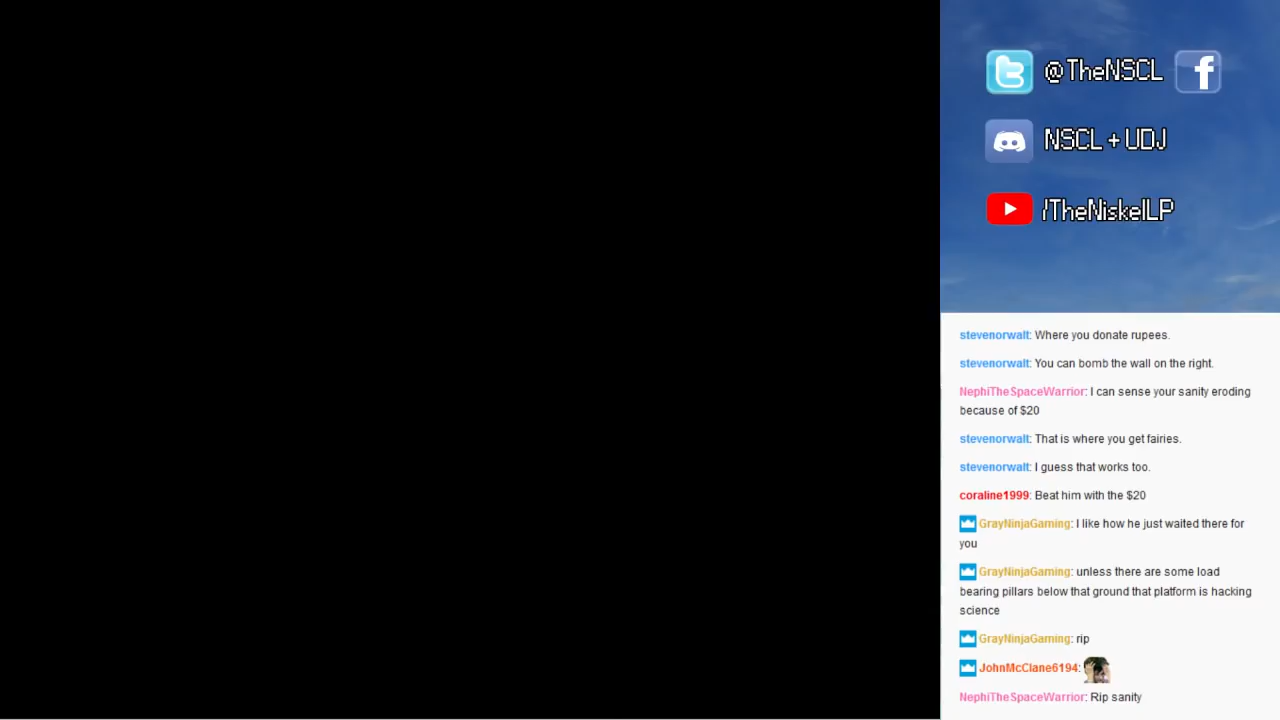 @TheNSCL
NSCL + UDJ
/TheNiskelLP
stevenorwalt: Where you donate rupees.
stevenorwalt: You can bomb the wall on the right.
NephiTheSpaceWarrior: I can sense your sanity eroding
because of $20
stevenorwalt: That is where you get fairies.
stevenorwalt: I guess that works too.
coraline1999: Beat him with the $20
GrayNinjaGaming: I like how he just waited there for
you
GrayNinjaGaming: unless there are some load
bearing pillars below that ground that platform is hacking
science
GrayNinjaGaming: rip
JohnMcClane6194:
NephiTheSpaceWarrior: Rip sanity